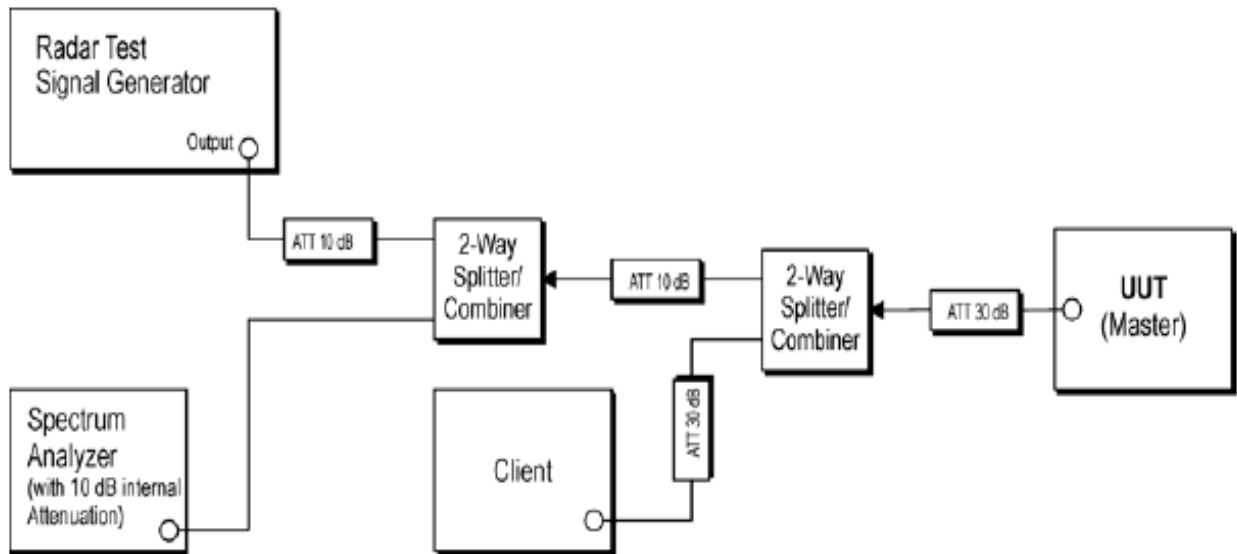 Radar Test
Signal Generator
Output
ATT 10 dB
2-Way
Splitter/
Combiner
ATT 10 dB
2-Way
Splitter/
Combiner
ATT 30 dB
UUT
(Master)
Spectrum
Analyzer
(with 10 dB internal
Attenuation)
Client
ATT 30 dB